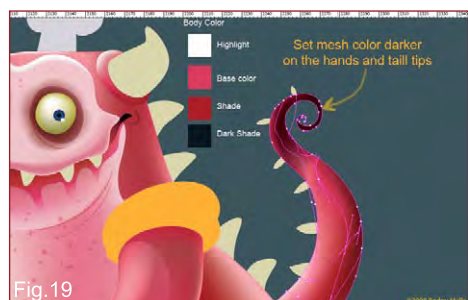 Body Color
Highlight
Base color
Shade
Dark Shade
Set mesh color darker
on the hands and taill tips
Fig.19